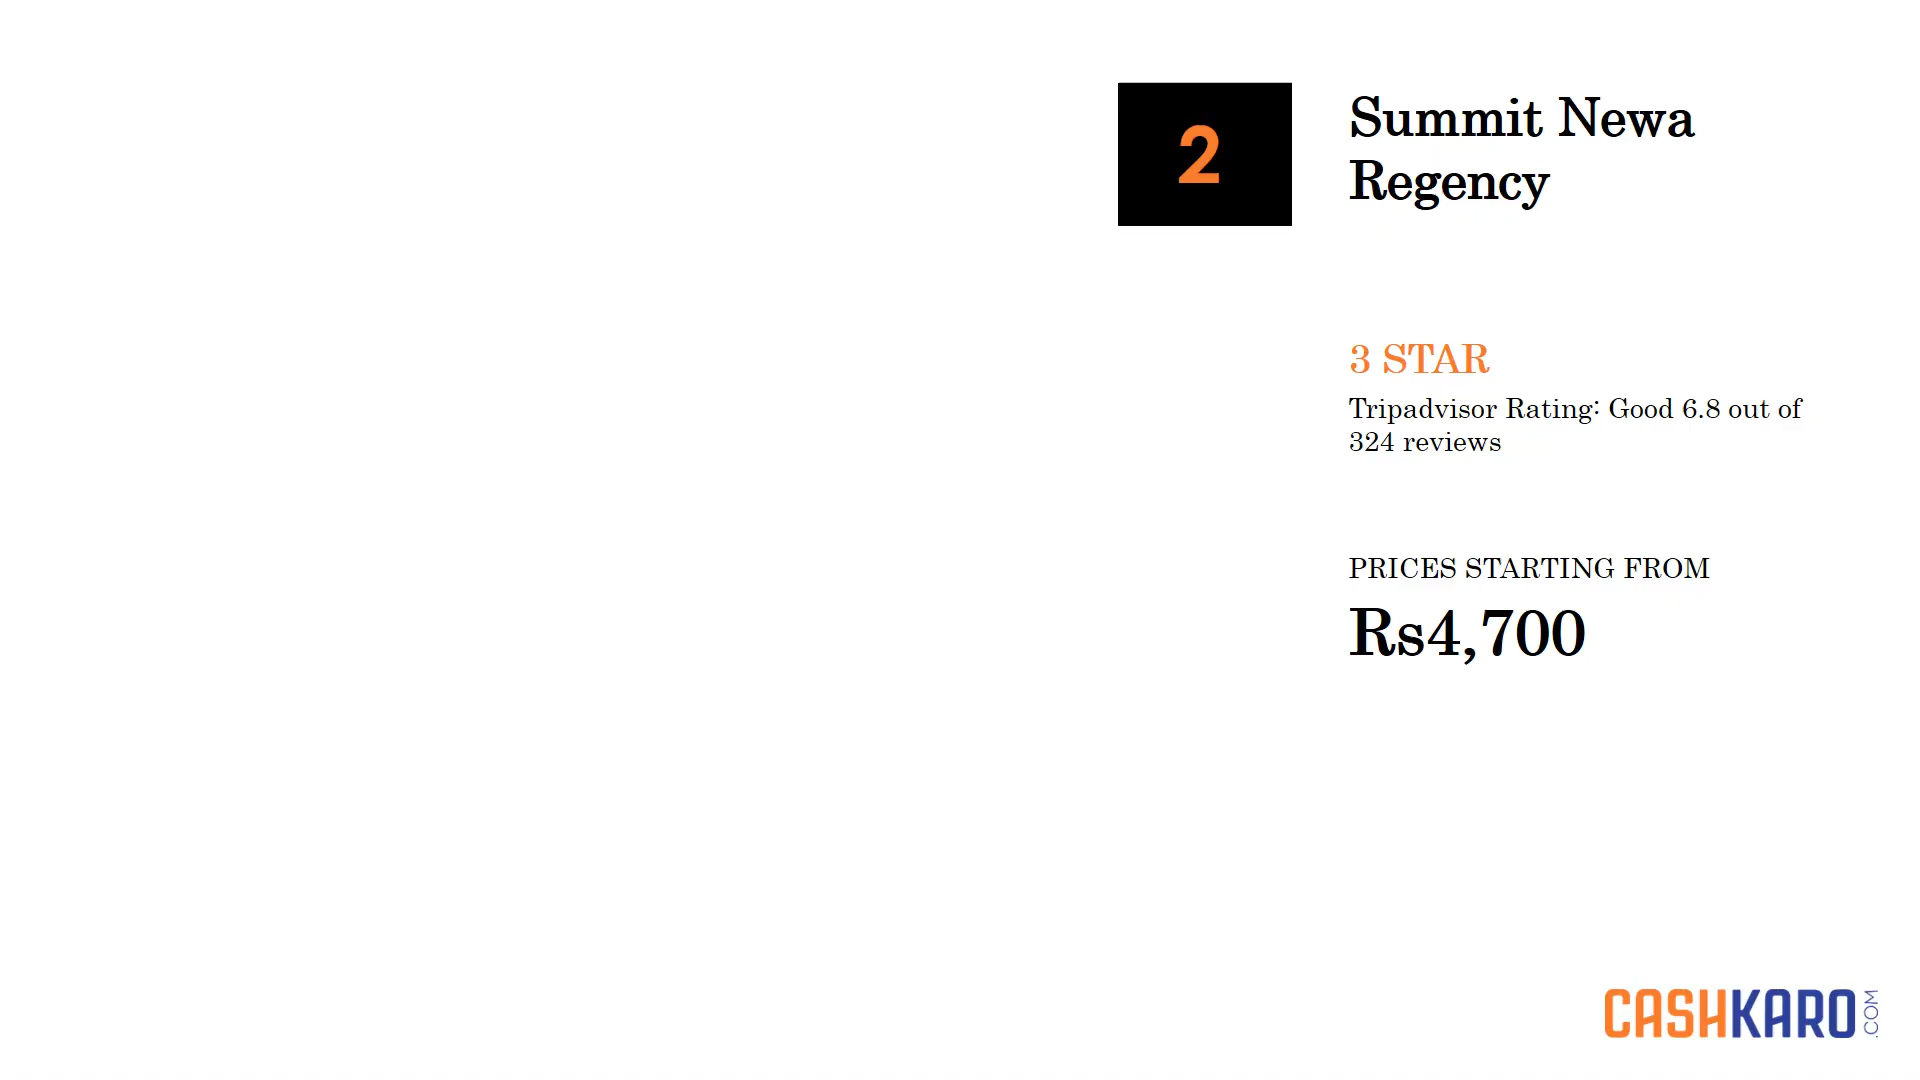 2
Summit Newa
Regency
3 STAR
Tripadvisor Rating: Good 6.8 out of
324 reviews
PRICES STARTING FROM
Rs4,700
CASHKARO.COM